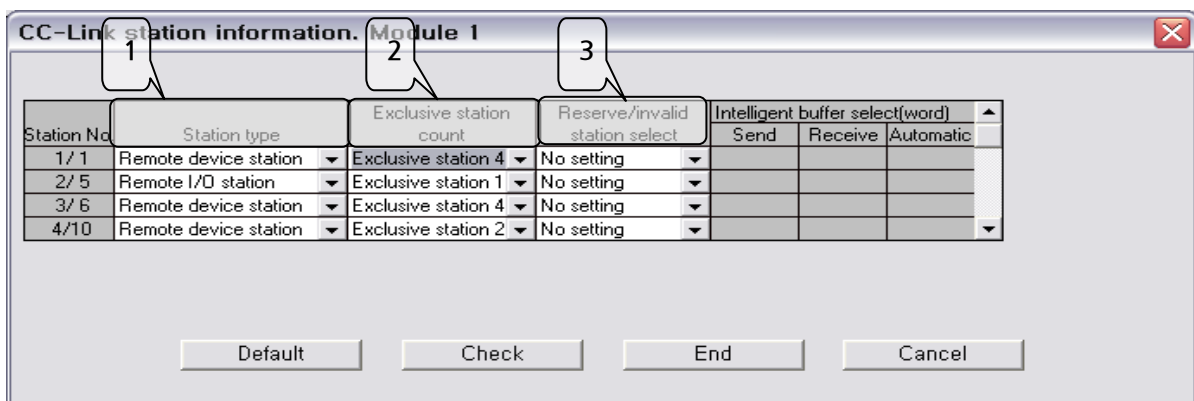 CC-Link station information. Module 1
1
2
3
Station No
Station type
Exclusive station count
Reserve/invalid station select
Intelligent buffer select(word)
Send Receive Automatic
1/ 1 Remote device station Exclusive station 4 No setting
2/ 5 Remote I/O station Exclusive station 1 No setting
3/ 6 Remote device station Exclusive station 4 No setting
4/10 Remote device station Exclusive station 2 No setting
Default Check End Cancel